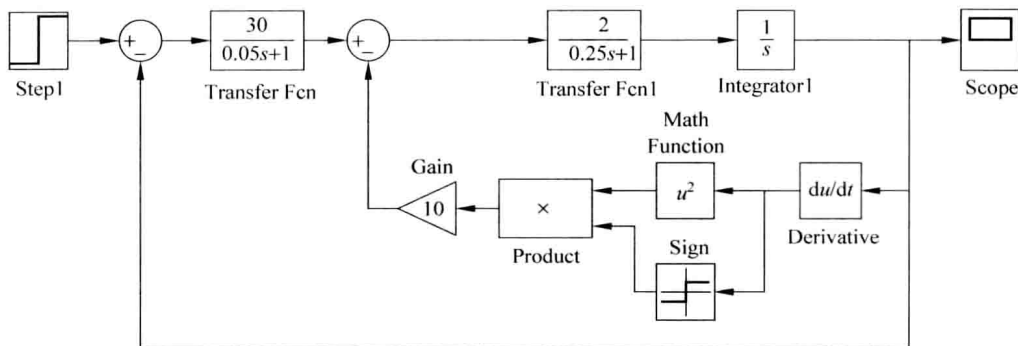 Step1
+
−
30
0.05s+1
Transfer Fcn
+
−
2
0.25s+1
Transfer Fcn1
1
s
Integrator1
Scope
Gain
10
×
Product
Math
Function
u²
Sign
du/dt
Derivative